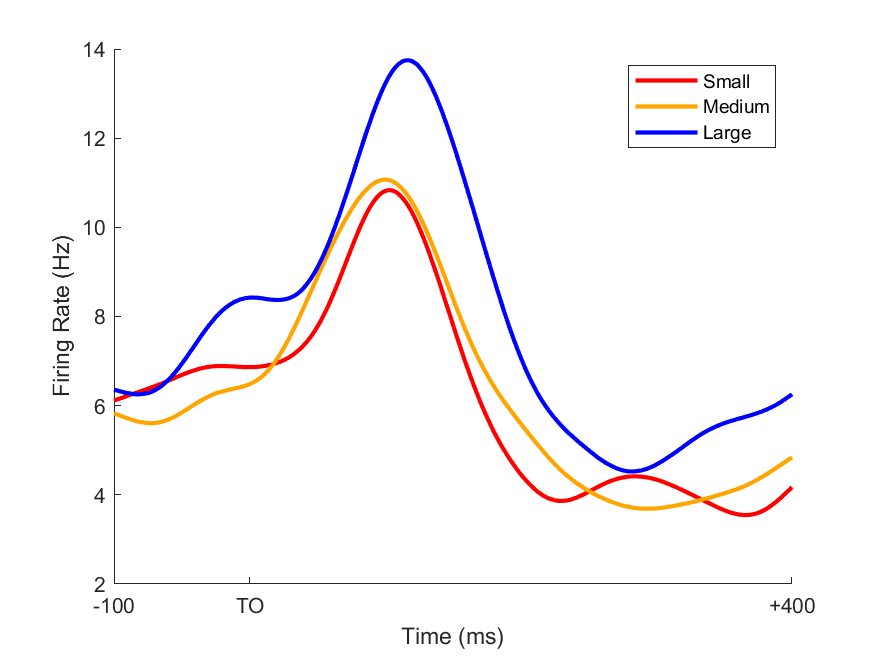 14
12
10
8
6
4
2
Firing Rate (Hz)
Small
Medium
Large
-100
TO
+400
Time (ms)